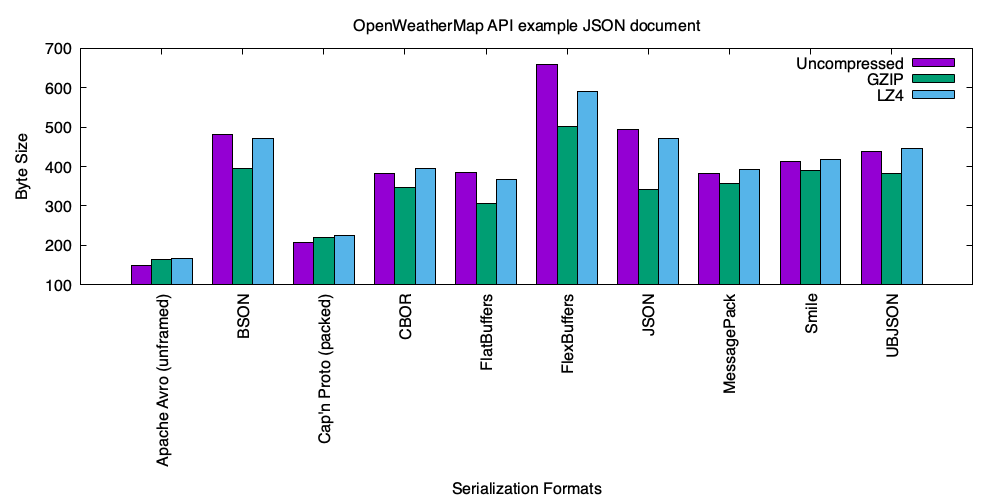 OpenWeatherMap API example JSON document
700
600
500
400
300
200
100
Byte Size
Uncompressed
GZIP
LZ4
Apache Avro (unframed)
BSON
Cap'n Proto (packed)
CBOR
FlatBuffers
FlexBuffers
JSON
MessagePack
Smile
UBJSON
Serialization Formats